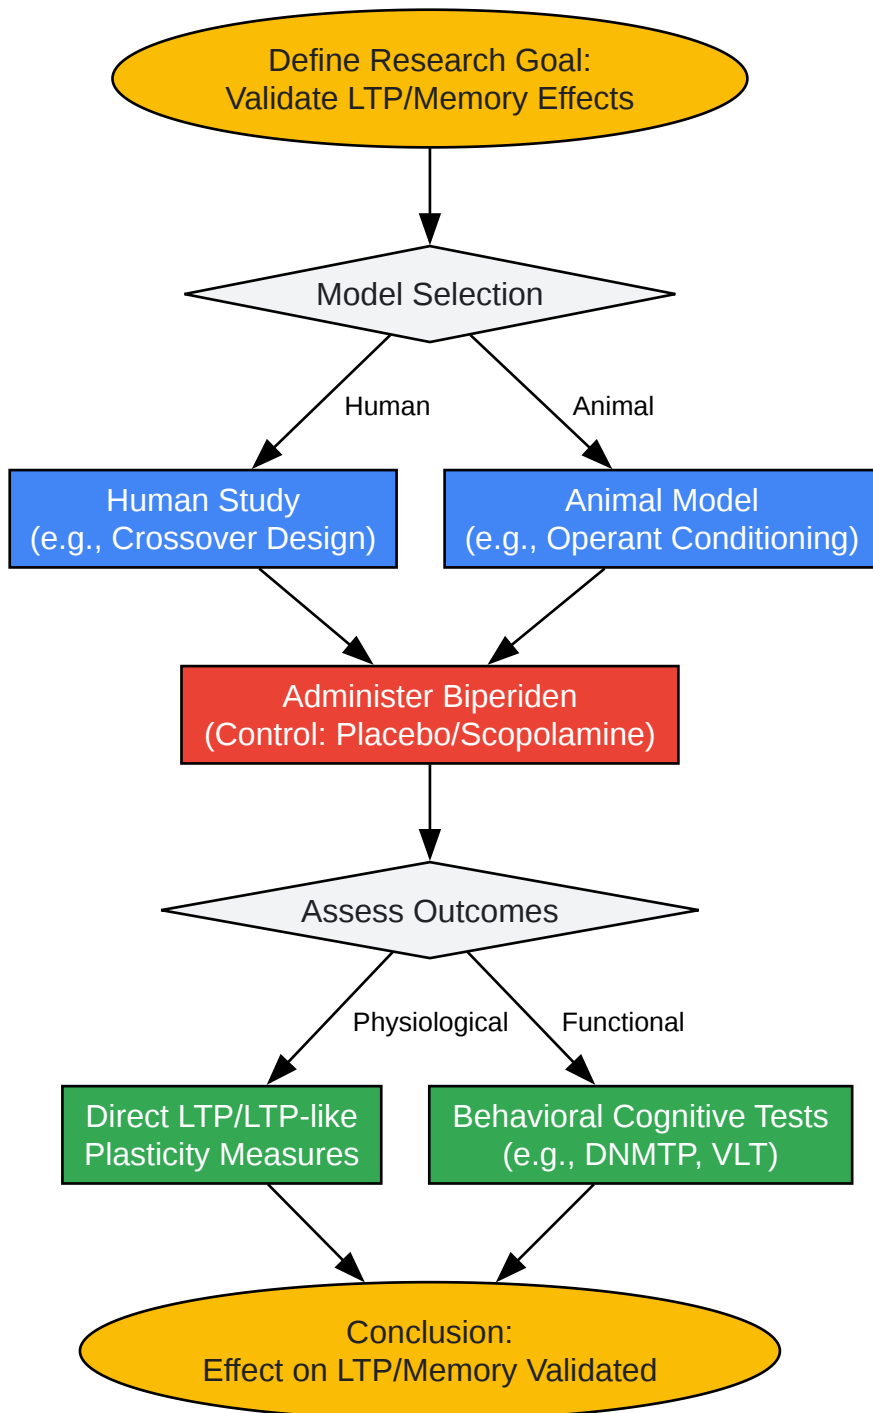 Define Research Goal:
Validate LTP/Memory Effects
Model Selection
Human
Animal
Human Study
(e.g., Crossover Design)
Animal Model
(e.g., Operant Conditioning)
Administer Biperiden
(Control: Placebo/Scopolamine)
Assess Outcomes
Physiological
Functional
Direct LTP/LTP-like
Plasticity Measures
Behavioral Cognitive Tests
(e.g., DNMTP, VLT)
Conclusion:
Effect on LTP/Memory Validated